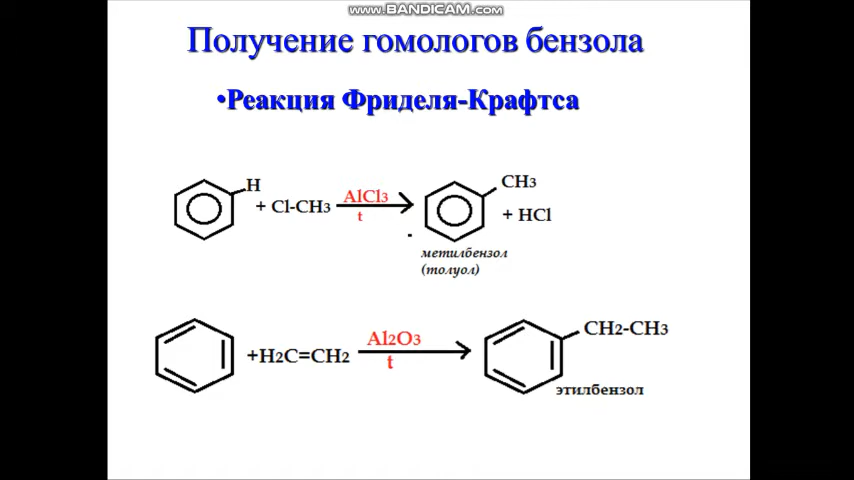 www.BANDICAM.com
Получение гомологов бензола
•Реакция Фриделя-Крафтса
H
+ Cl-CH3
AlCl3
t
CH3
+ HCl
метилбензол
(толуол)
+H2C=CH2
Al2O3
t
CH2-CH3
этилбензол